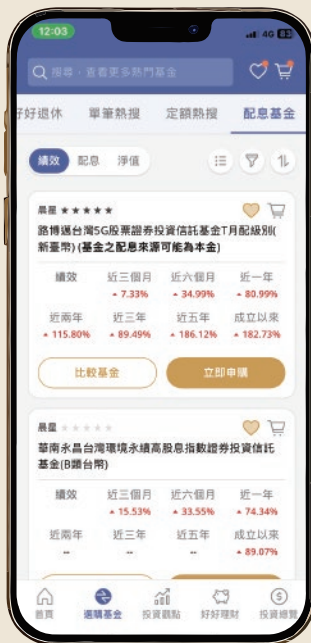 12:03
4G 83
搜尋，查看更多熱門基金
好好退休 單筆熱搜 定額熱搜 配息基金
績效 配息 淨值
晨星 ★★★★★
路博邁台灣5G股票證券投資信託基金T月配級別(
新臺幣) (基金之配息來源可能為本金)
績效 近三個月 近六個月 近一年
7.33% 34.99% 80.99%
近兩年 近三年 近五年 成立以來
115.80% 89.49% 186.12% 182.73%
比較基金 立即申購
晨星 ★★★★★
華南永昌台灣環境永續高股息指數證券投資信託
基金(B類台幣)
績效 近三個月 近六個月 近一年
15.53% 33.55% 74.34%
近兩年 近三年 近五年 成立以來
-- -- -- 89.07%
首頁 選購基金 投資觀點 好好理財 投資總覽